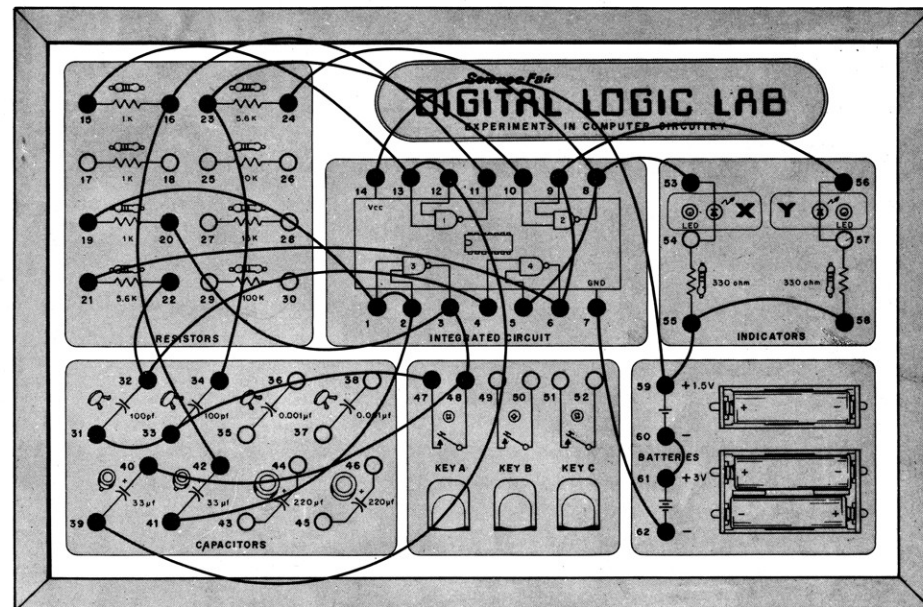 Science Fair
DIGITAL LOGIC LAB
EXPERIMENTS IN COMPUTER CIRCUITRY
15 1K 16 23 5.6K 24
17 1K 18 25 10K 26
19 1K 20 27 28
21 5.6K 22 29 100K 30
RESISTORS
14 13 12 11 10 9 8
VCC
1 2
3 4
GND
1 2 3 4 5 6 7
INTEGRATED CIRCUIT
53 56
X Y
LED LED
54 57
330 ohm 330 ohm
55 58
INDICATORS
32 34 36 38
100pf 100pf 0.001µf 0.001µf
31 33 35 37
40 42 44 46
33µf 33µf 220µf 220µf
39 41 43 45
CAPACITORS
47 48 49 50 51 52
KEY A KEY B KEY C
59 +1.5V
60 -
BATTERIES
61 +3V
62 -